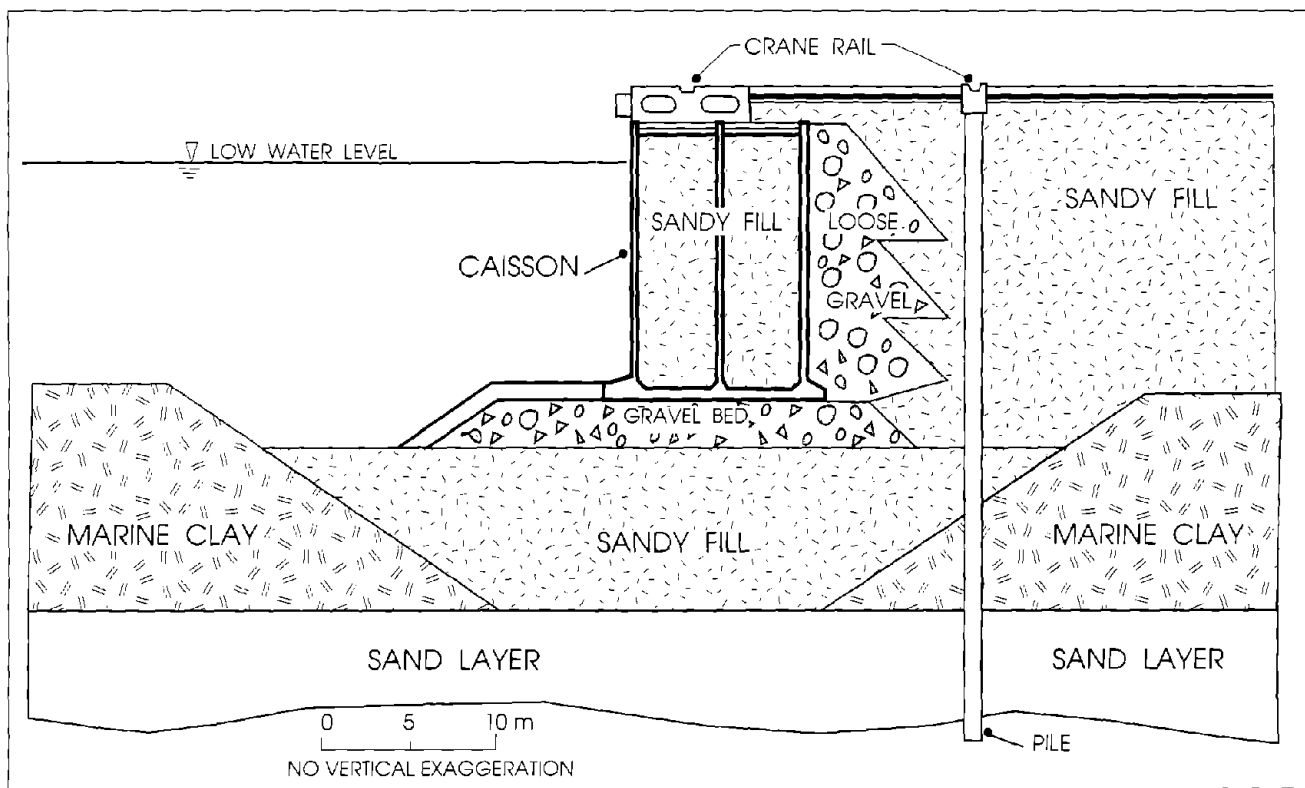 CRANE RAIL
LOW WATER LEVEL
SANDY FILL
SANDY FILL
LOOSE
CAISSON
GRAVEL
GRAVEL BED
MARINE CLAY
SANDY FILL
MARINE CLAY
SAND LAYER
SAND LAYER
0 5 10 m
PILE
NO VERTICAL EXAGGERATION